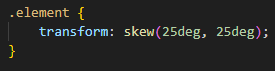 .element {
    transform: skew(25deg, 25deg);
}